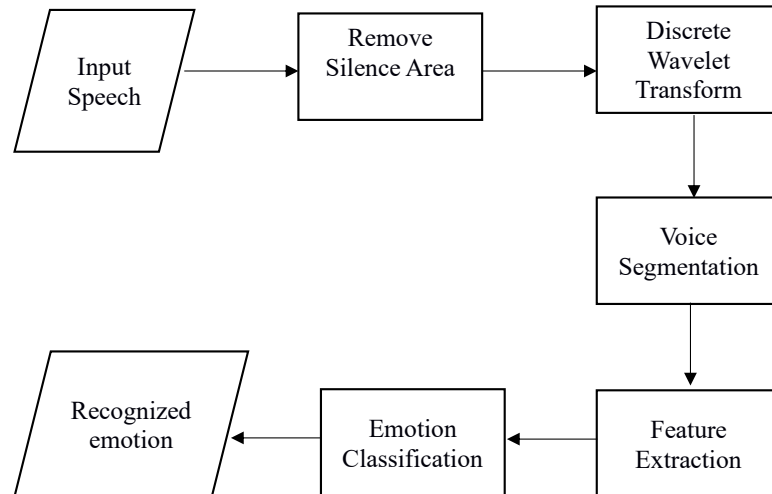 Input
Speech
Remove
Silence Area
Discrete
Wavelet
Transform
Voice
Segmentation
Feature
Extraction
Emotion
Classification
Recognized
emotion